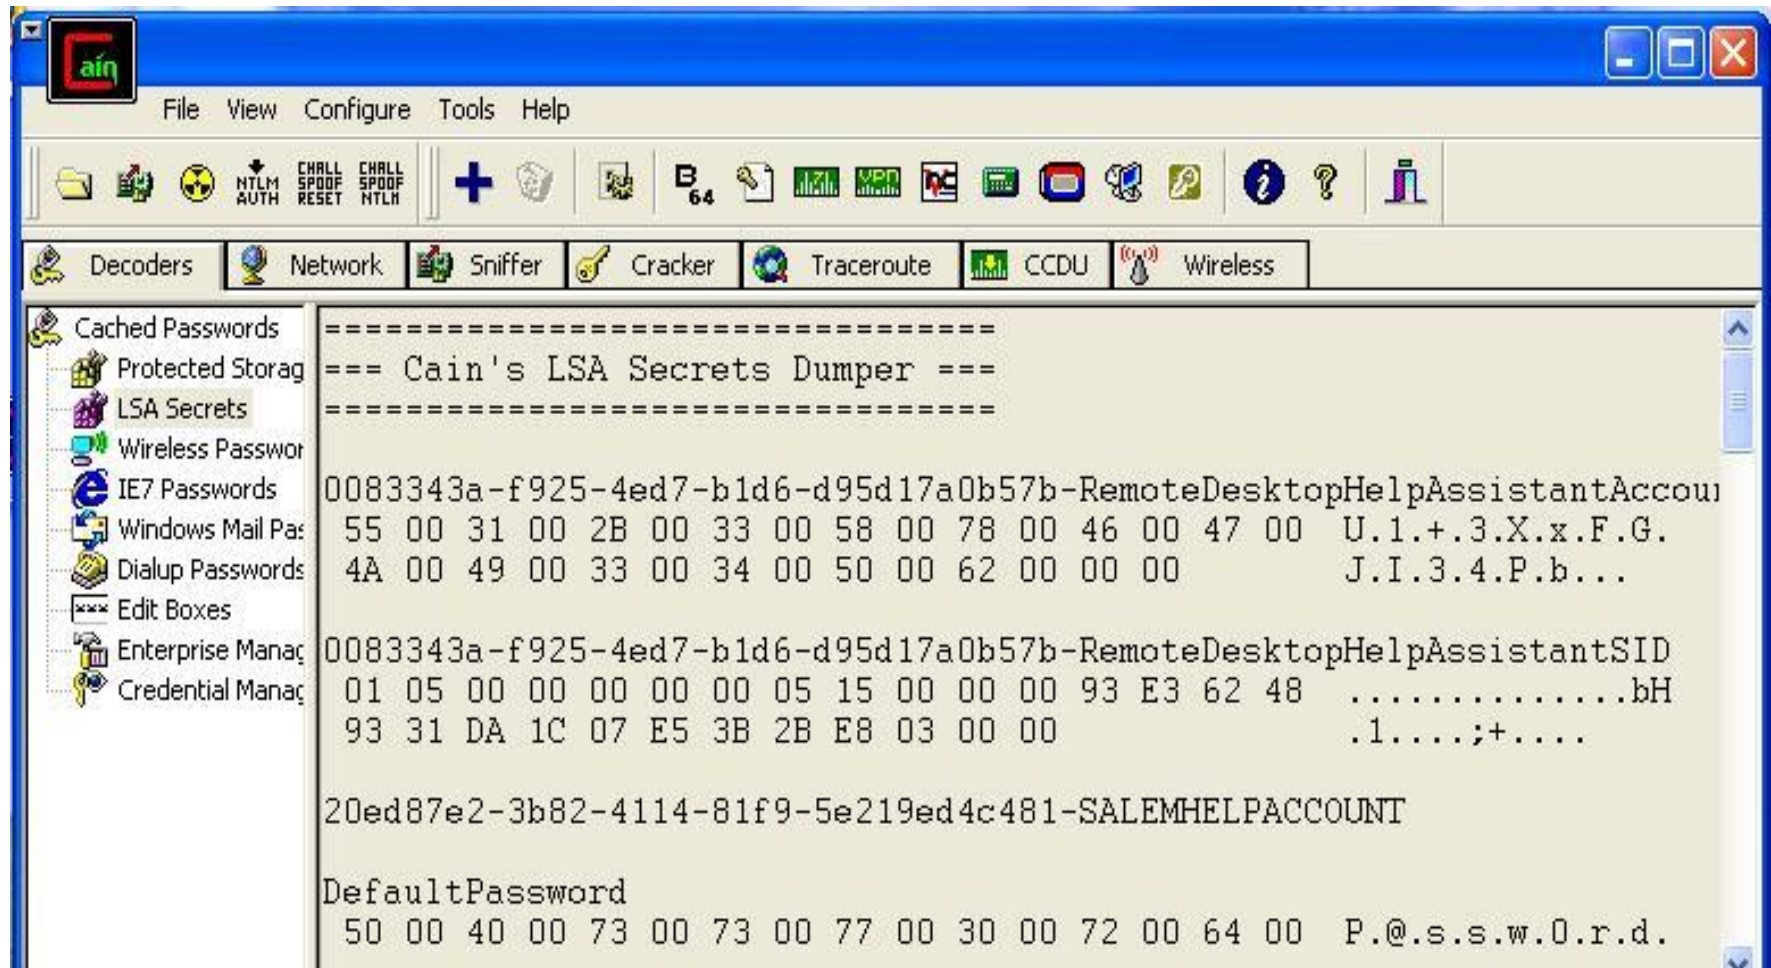 Cain
File View Configure Tools Help
NTLM AUTH CHALL SPOOF RESET CHALL SPOOF NTLM B64 VPN
Decoders Network Sniffer Cracker Traceroute CCDU Wireless
Cached Passwords
Protected Storag
LSA Secrets
Wireless Passwor
IE7 Passwords
Windows Mail Pas
Dialup Passwords
Edit Boxes
Enterprise Manag
Credential Manag
=================================
=== Cain's LSA Secrets Dumper ===
=================================
0083343a-f925-4ed7-b1d6-d95d17a0b57b-RemoteDesktopHelpAssistantAccoun
55 00 31 00 2B 00 33 00 58 00 78 00 46 00 47 00 U.1.+.3.X.x.F.G.
4A 00 49 00 33 00 34 00 50 00 62 00 00 00 J.I.3.4.P.b...
0083343a-f925-4ed7-b1d6-d95d17a0b57b-RemoteDesktopHelpAssistantSID
01 05 00 00 00 00 00 05 15 00 00 00 93 E3 62 48 ..............bH
93 31 DA 1C 07 E5 3B 2B E8 03 00 00 .1....;+....
20ed87e2-3b82-4114-81f9-5e219ed4c481-SALEMHELPACCOUNT
DefaultPassword
50 00 40 00 73 00 73 00 77 00 30 00 72 00 64 00 P.@.s.s.w.0.r.d.